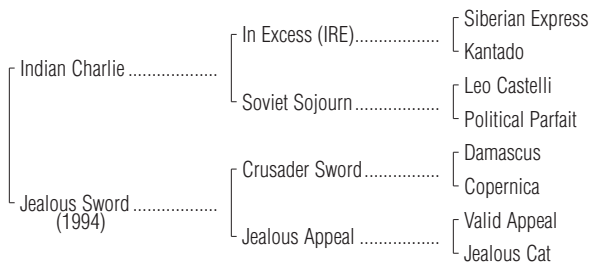 Siberian Express
In Excess (IRE)..................
Kantado
Indian Charlie ...................
Leo Castelli
Soviet Sojourn ...................
Political Parfait
Damascus
Crusader Sword................
Copernica
Jealous Sword ..................
(1994)
Valid Appeal
Jealous Appeal .................
Jealous Cat